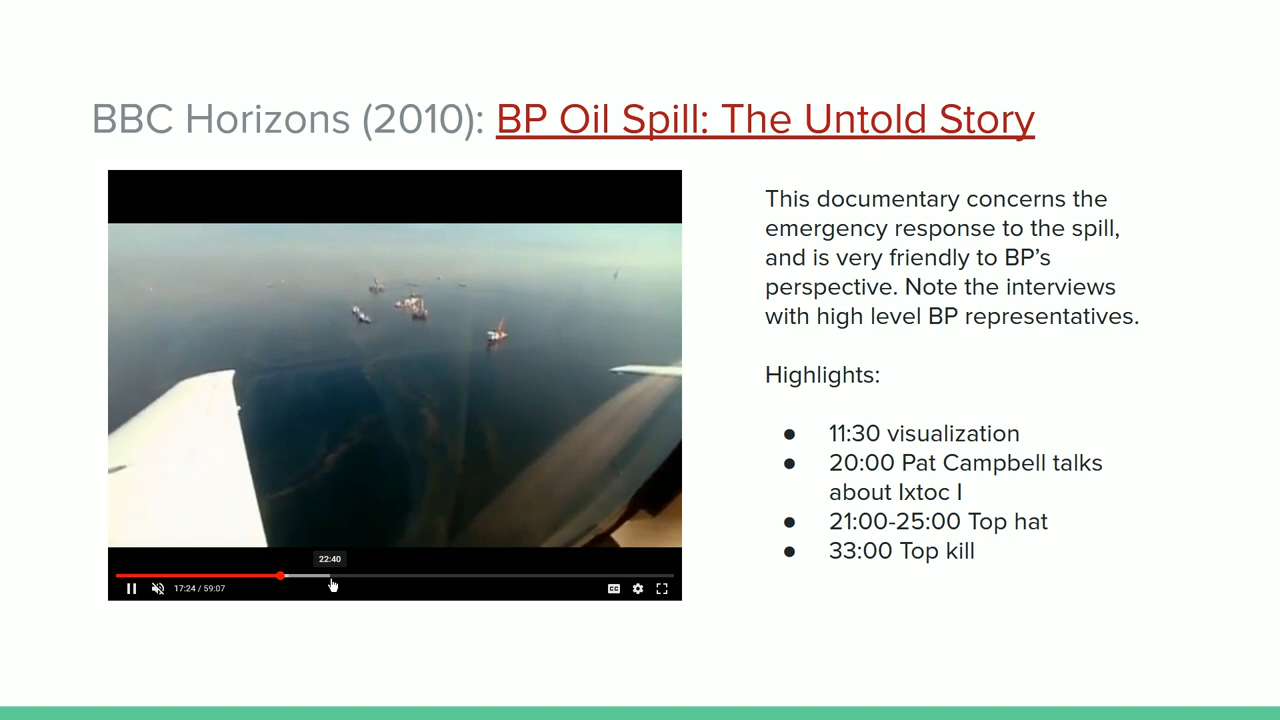 BBC Horizons (2010): BP Oil Spill: The Untold Story
This documentary concerns the
emergency response to the spill,
and is very friendly to BP’s
perspective. Note the interviews
with high level BP representatives.
Highlights:
● 11:30 visualization
● 20:00 Pat Campbell talks
about Ixtoc I
● 21:00-25:00 Top hat
● 33:00 Top kill
22:40
17:24 / 59:07
CC